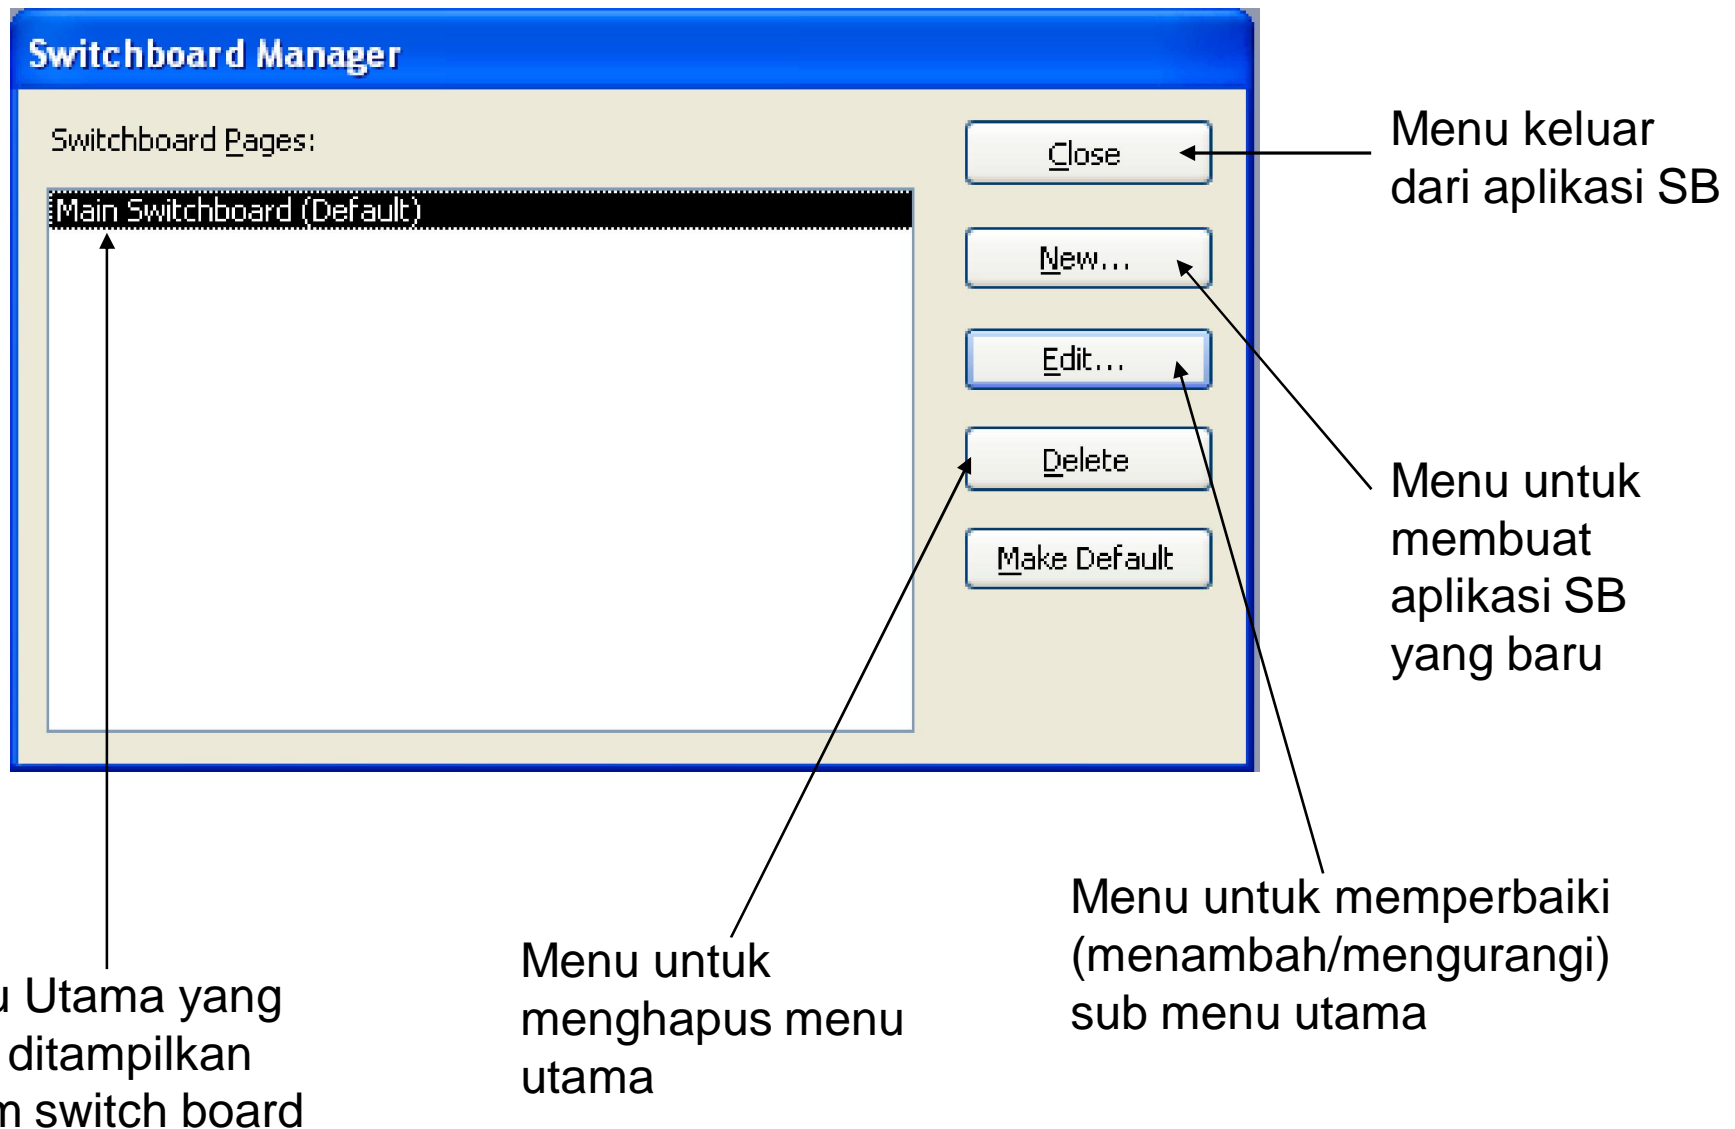 Switchboard Manager
Switchboard Pages:
Main Switchboard (Default)
Close
New...
Edit...
Delete
Make Default
Menu keluar
dari aplikasi SB
Menu untuk
membuat
aplikasi SB
yang baru
Menu untuk memperbaiki
(menambah/mengurangi)
sub menu utama
Menu untuk
menghapus menu
utama
Utama yang
ditampilkan
switch board